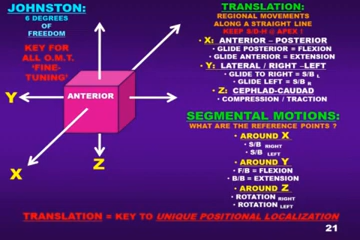 JOHNSTON:
6 DEGREES
OF
FREEDOM
KEY FOR
ALL O.M.T.
'FINE-
TUNING'
ANTERIOR
Y
X
Z
TRANSLATION:
REGIONAL MOVEMENTS
ALONG A STRAIGHT LINE
KEEP S/D-H @ APEX !
• X: ANTERIOR – POSTERIOR
• GLIDE POSTERIOR = FLEXION
• GLIDE ANTERIOR = EXTENSION
• Y: LATERAL / RIGHT –LEFT
• GLIDE TO RIGHT = S/B L
• GLIDE LEFT = S/B R
• Z: CEPHLAD-CAUDAD
• COMPRESSION / TRACTION
SEGMENTAL MOTIONS:
WHAT ARE THE REFERENCE POINTS ?
• AROUND X
• S/B RIGHT
• S/B LEFT
• AROUND Y
• F/B = FLEXION
• B/B = EXTENSION
• AROUND Z
• ROTATION RIGHT
• ROTATION LEFT
TRANSLATION = KEY TO UNIQUE POSITIONAL LOCALIZATION
21